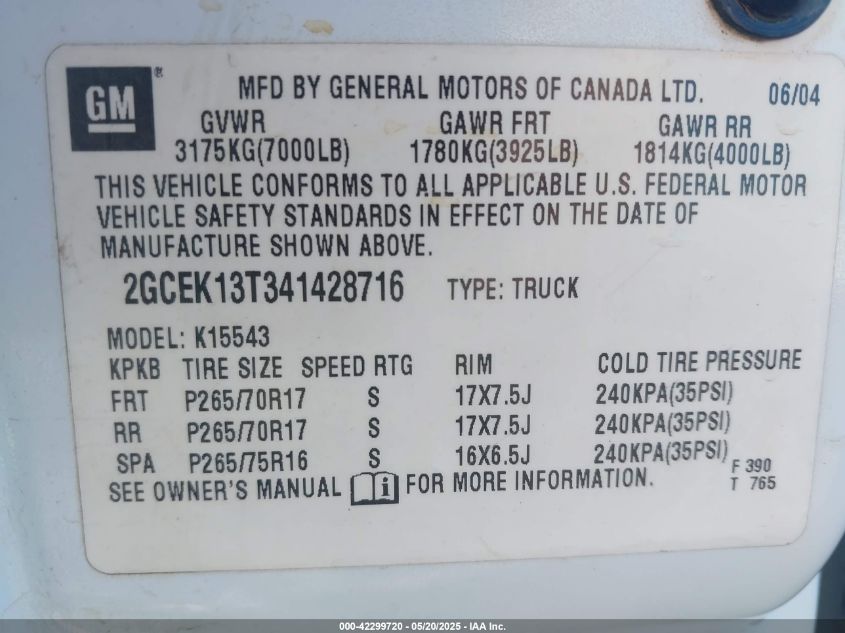 GM ®
MFD BY GENERAL MOTORS OF CANADA LTD. 06/04
GVWR GAWR FRT GAWR RR
3175KG(7000LB) 1780KG(3925LB) 1814KG(4000LB)
THIS VEHICLE CONFORMS TO ALL APPLICABLE U.S. FEDERAL MOTOR
VEHICLE SAFETY STANDARDS IN EFFECT ON THE DATE OF
MANUFACTURE SHOWN ABOVE.
2GCEK13T341428716 TYPE: TRUCK
MODEL: K15543
KPKB TIRE SIZE SPEED RTG RIM COLD TIRE PRESSURE
FRT P265/70R17 S 17X7.5J 240KPA(35PSI)
RR P265/70R17 S 17X7.5J 240KPA(35PSI)
SPA P265/75R16 S 16X6.5J 240KPA(35PSI)
F 390
SEE OWNER'S MANUAL i FOR MORE INFORMATION.
T 765
000-42299720 - 05/20/2025 - IAA Inc.